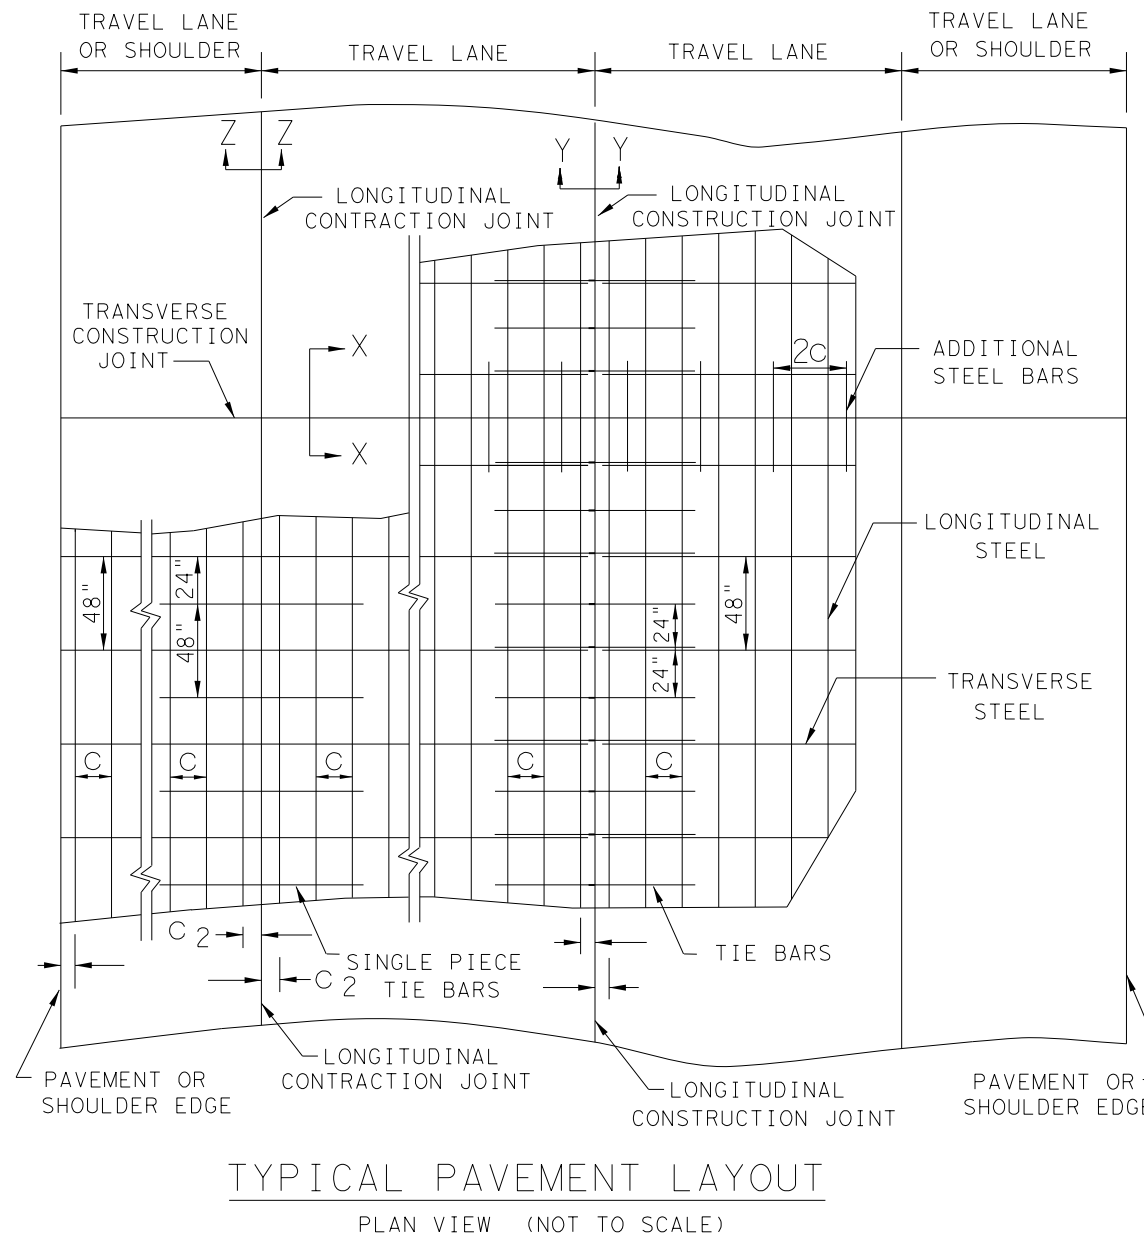 TRAVEL LANE
OR SHOULDER
TRAVEL LANE
TRAVEL LANE
TRAVEL LANE
OR SHOULDER
Z Z
Y Y
LONGITUDINAL
CONTRACTION JOINT
LONGITUDINAL
CONSTRUCTION JOINT
TRANSVERSE
CONSTRUCTION
JOINT
X
X
2C
ADDITIONAL
STEEL BARS
LONGITUDINAL
STEEL
48"
24"
48"
24"
24"
48"
TRANSVERSE
STEEL
C
C
C
C
C
C 2
C 2
SINGLE PIECE
TIE BARS
TIE BARS
PAVEMENT OR
SHOULDER EDGE
LONGITUDINAL
CONTRACTION JOINT
LONGITUDINAL
CONSTRUCTION JOINT
PAVEMENT OR
SHOULDER EDGE
TYPICAL PAVEMENT LAYOUT
PLAN VIEW (NOT TO SCALE)